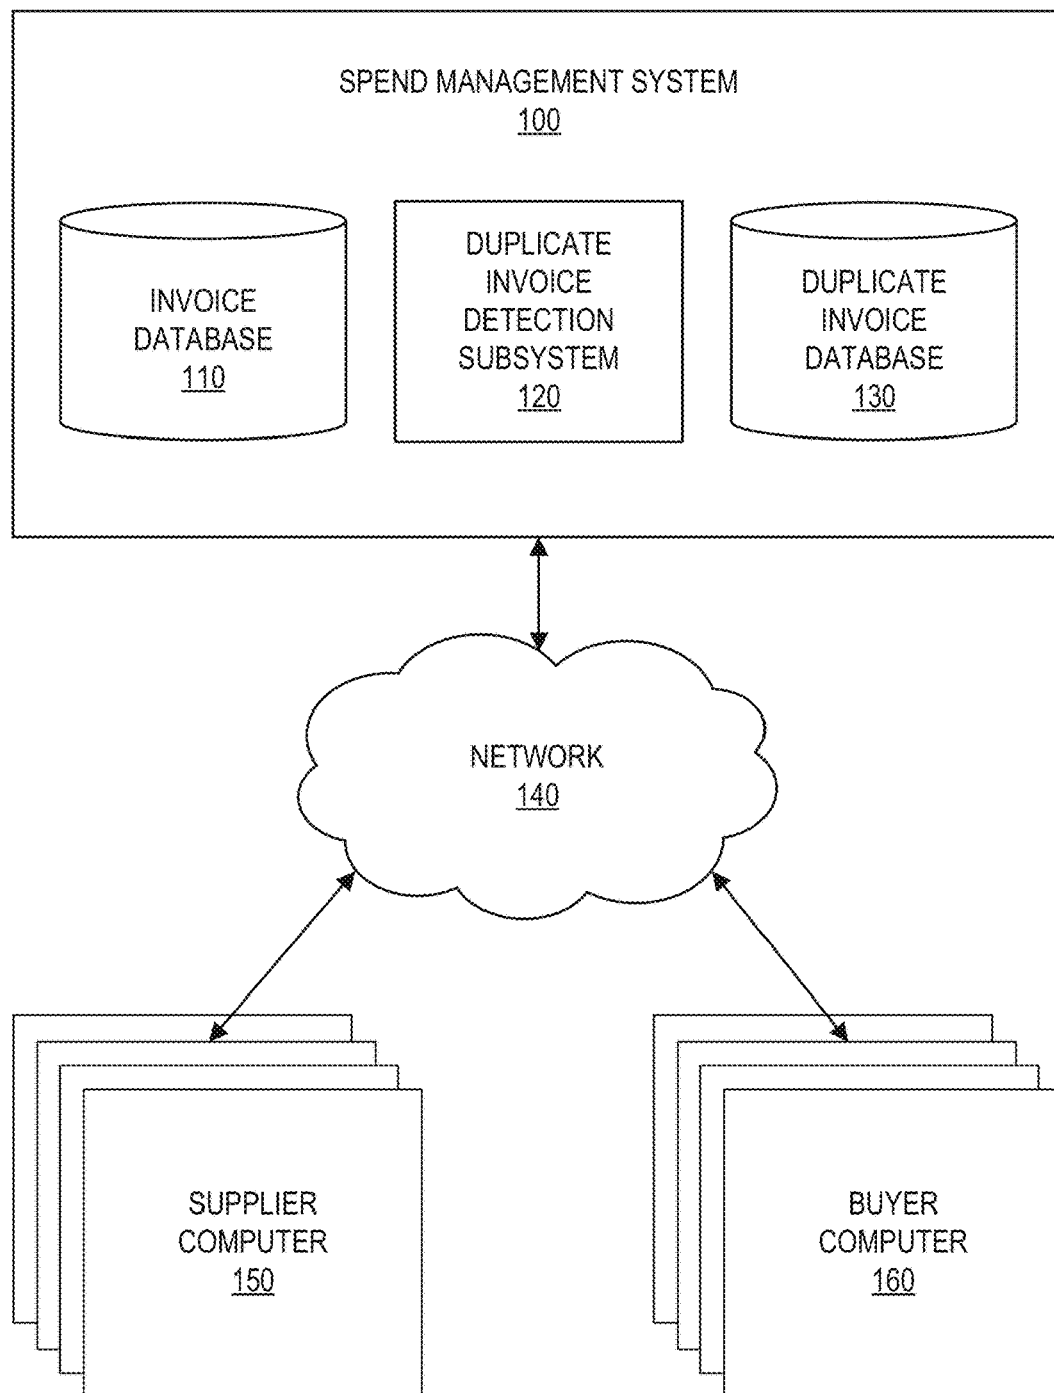 SPEND MANAGEMENT SYSTEM
100
INVOICE
DATABASE
110
DUPLICATE
INVOICE
DETECTION
SUBSYSTEM
120
DUPLICATE
INVOICE
DATABASE
130
NETWORK
140
SUPPLIER
COMPUTER
150
BUYER
COMPUTER
160